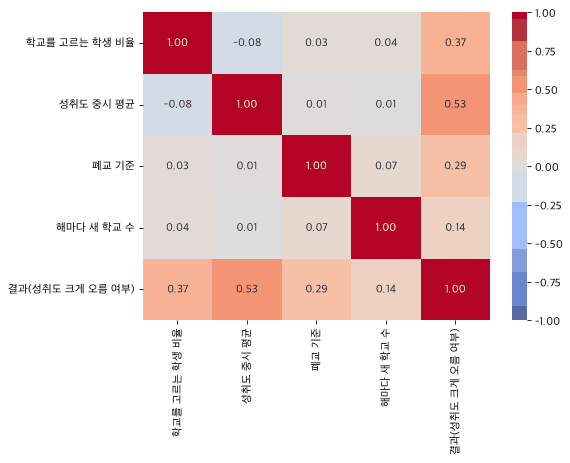 학교를 고르는 학생 비율 1.00 -0.08 0.03 0.04 0.37
성취도 중시 평균 -0.08 1.00 0.01 0.01 0.53
폐교 기준 0.03 0.01 1.00 0.07 0.29
해마다 새 학교 수 0.04 0.01 0.07 1.00 0.14
결과(성취도 크게 오름 여부) 0.37 0.53 0.29 0.14 1.00
학교를 고르는 학생 비율
성취도 중시 평균
폐교 기준
해마다 새 학교 수
결과(성취도 크게 오름 여부)
1.00
0.75
0.50
0.25
0.00
-0.25
-0.50
-0.75
-1.00